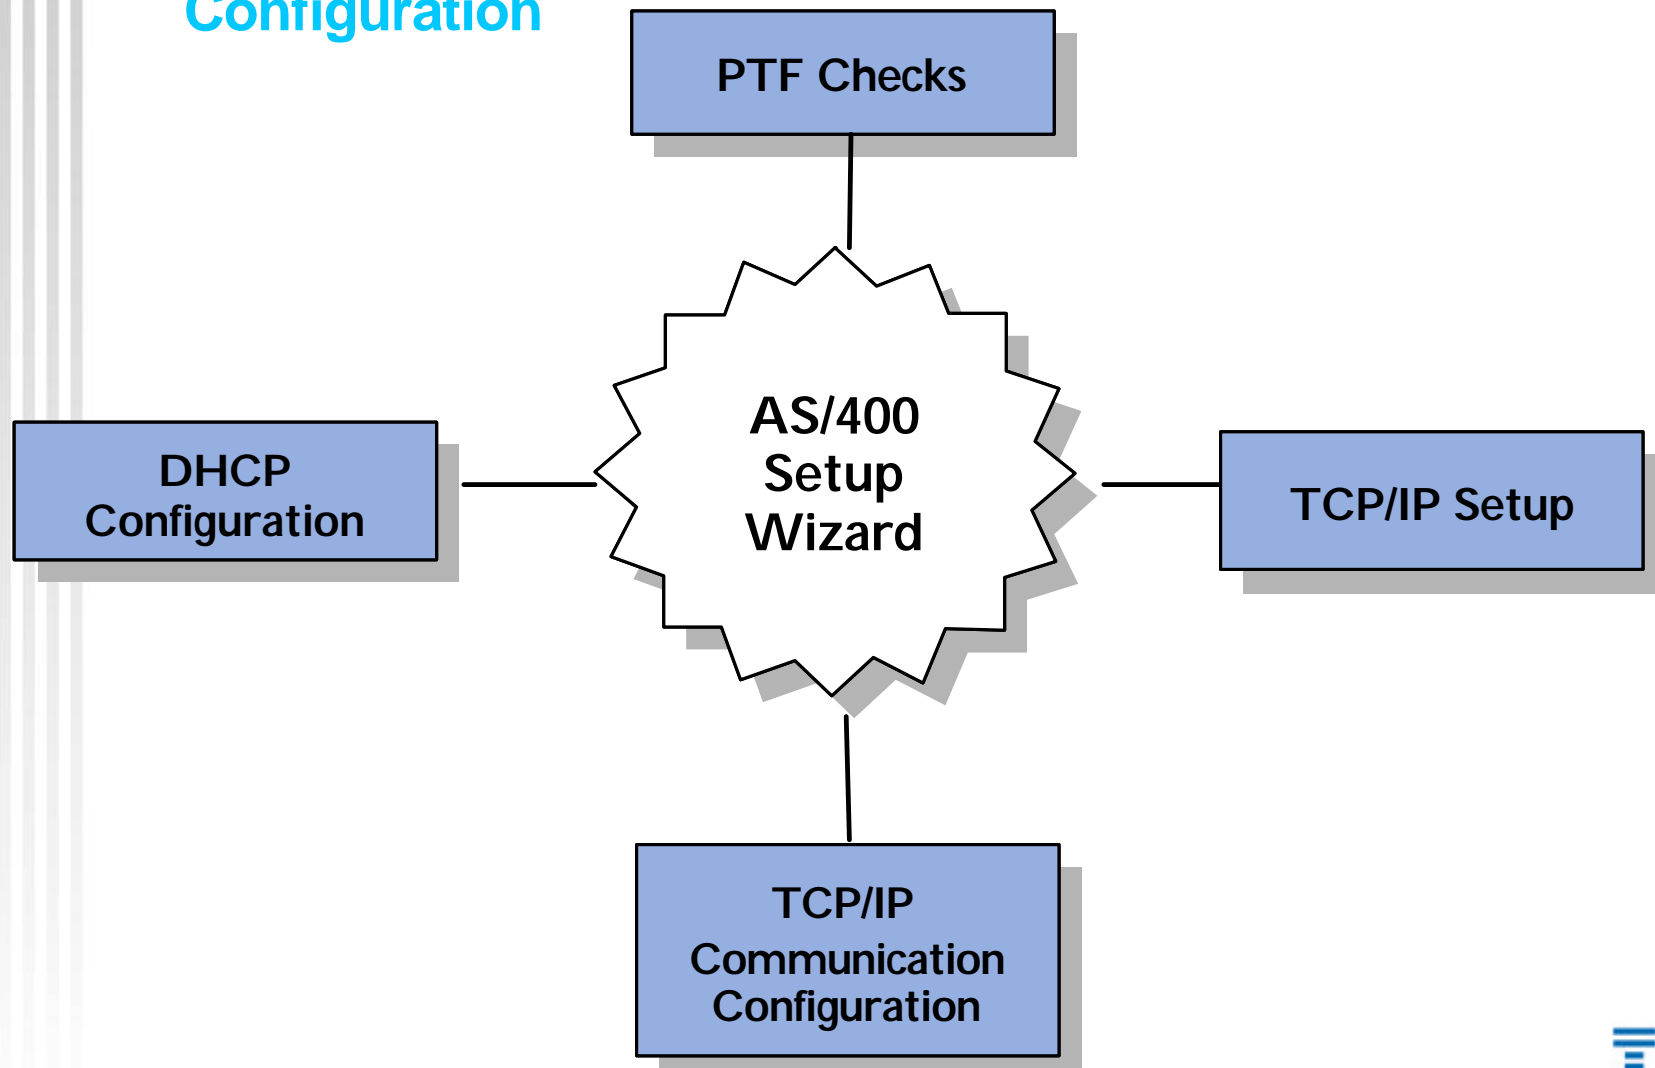 Configuration
PTF Checks
AS/400
Setup
Wizard
DHCP
Configuration
TCP/IP Setup
TCP/IP
Communication
Configuration